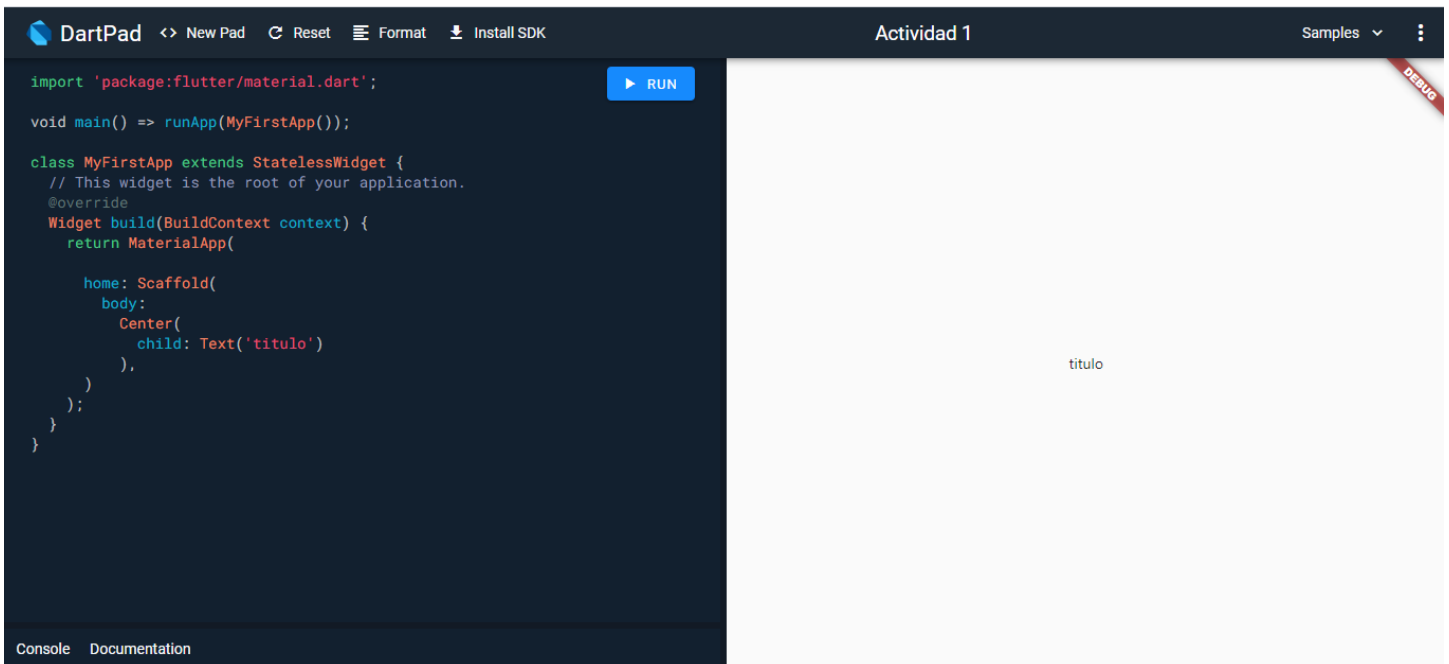 DartPad <> New Pad Reset Format Install SDK Actividad 1 Samples
import 'package:flutter/material.dart';
RUN
DEBUG
void main() => runApp(MyFirstApp());
class MyFirstApp extends StatelessWidget {
// This widget is the root of your application.
@override
Widget build(BuildContext context) {
return MaterialApp(
home: Scaffold(
body:
Center(
child: Text('titulo')
),
)
);
}
}
titulo
Console Documentation